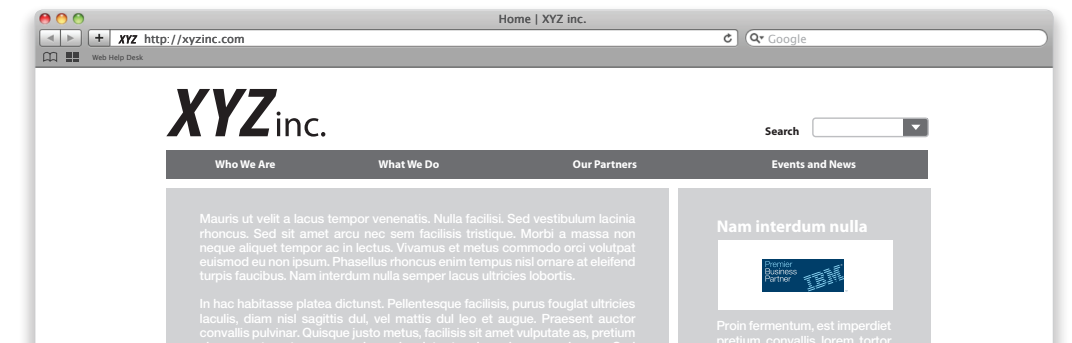 Home | XYZ inc.
XYZ http://xyzinc.com
Google
Web Help Desk
XYZinc.
Search
Who We Are What We Do Our Partners Events and News
Mauris ut velit a lacus tempor venenatis. Nulla facilisi. Sed vestibulum lacinia
rhoncus. Sed sit amet arcu nec sem facilisis tristique. Morbi a massa non
neque aliquet tempor ac in lectus. Vivamus et metus commodo orci volutpat
euismod eu non ipsum. Phasellus rhoncus enim tempus nisl ornare at eleifend
turpis faucibus. Nam interdum nulla semper lacus ultricies lobortis.
In hac habitasse platea dictunst. Pellentesque facilisis, purus fouglat ultricies
laculis, diam nisl sagittis dul, vel mattis dul leo et augue. Praesent auctor
convallis pulvinar. Quisque justo metus, facilisis sit amet vulputate as, pretium
Nam interdum nulla
Premier
Business
Partner
IBM
Proin fermentum, est imperdiet
pretium convallis lorem tortor